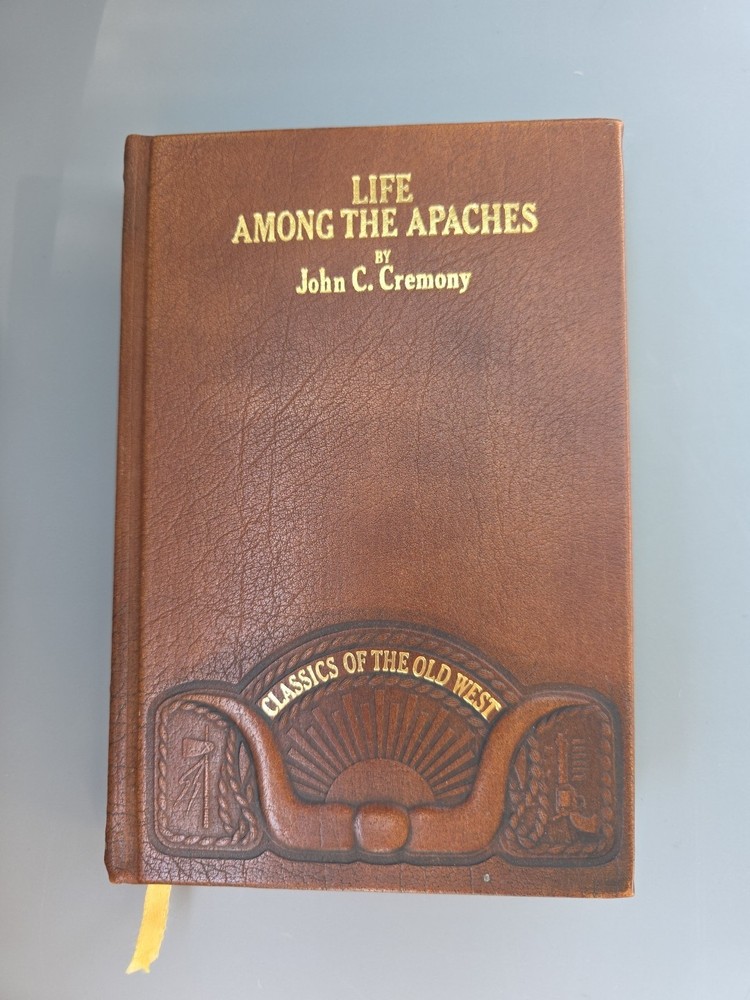 LIFE
AMONG THE APACHES
BY
John C. Cremony
CLASSICS OF THE OLD WEST